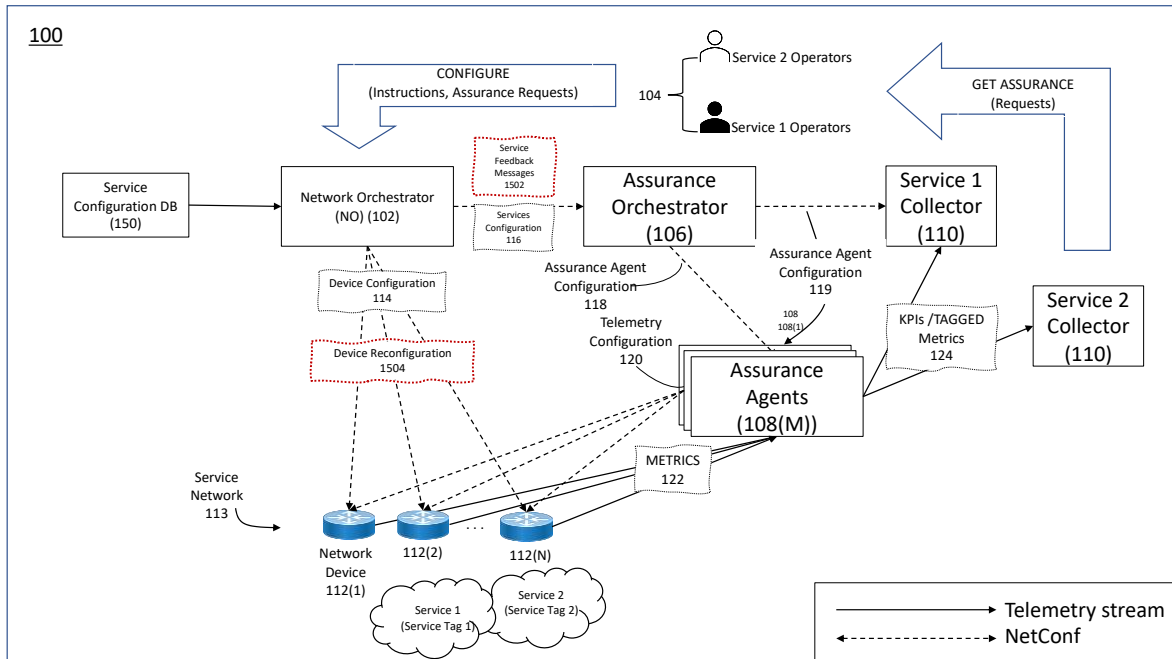 100
CONFIGURE
(Instructions, Assurance Requests)
104
Service 2 Operators
Service 1 Operators
GET ASSURANCE
(Requests)
Service
Configuration DB
(150)
Network Orchestrator
(NO) (102)
Service
Feedback
Messages
1502
Services
Configuration
116
Assurance
Orchestrator
(106)
Service 1
Collector
(110)
Device Configuration
114
Assurance Agent
Configuration
118
Assurance Agent
Configuration
119
Service 2
Collector
(110)
Device Reconfiguration
1504
Telemetry
Configuration
120
108
108(1)
KPIs /TAGGED
Metrics
124
Assurance
Agents
(108(M))
METRICS
122
Service
Network
113
Network
Device
112(1)
112(2)
. . .
112(N)
Service 1
(Service Tag 1)
Service 2
(Service Tag 2)
Telemetry stream
NetConf